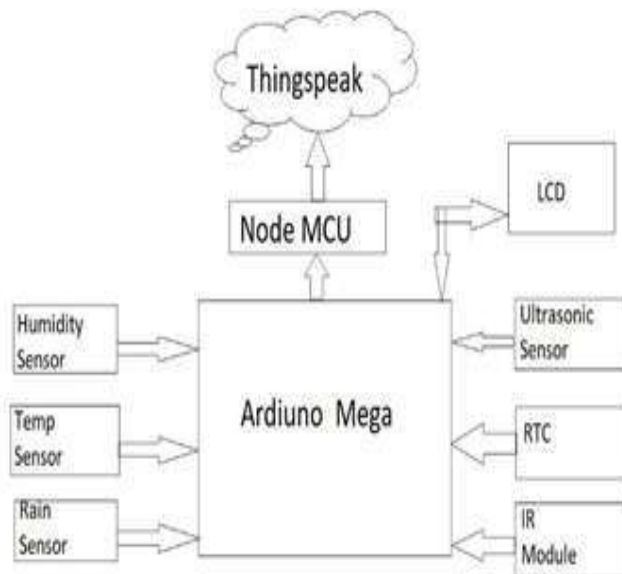 Thingspeak
LCD
Node MCU
Humidity
Sensor
Ultrasonic
Sensor
Ardiuno Mega
Temp
Sensor
RTC
Rain
Sensor
IR
Module